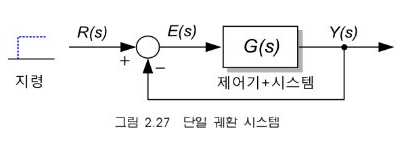 R(s) E(s) Y(s)
G(s)
+
−
지령
제어기+시스템
그림 2.27 단일 궤환 시스템